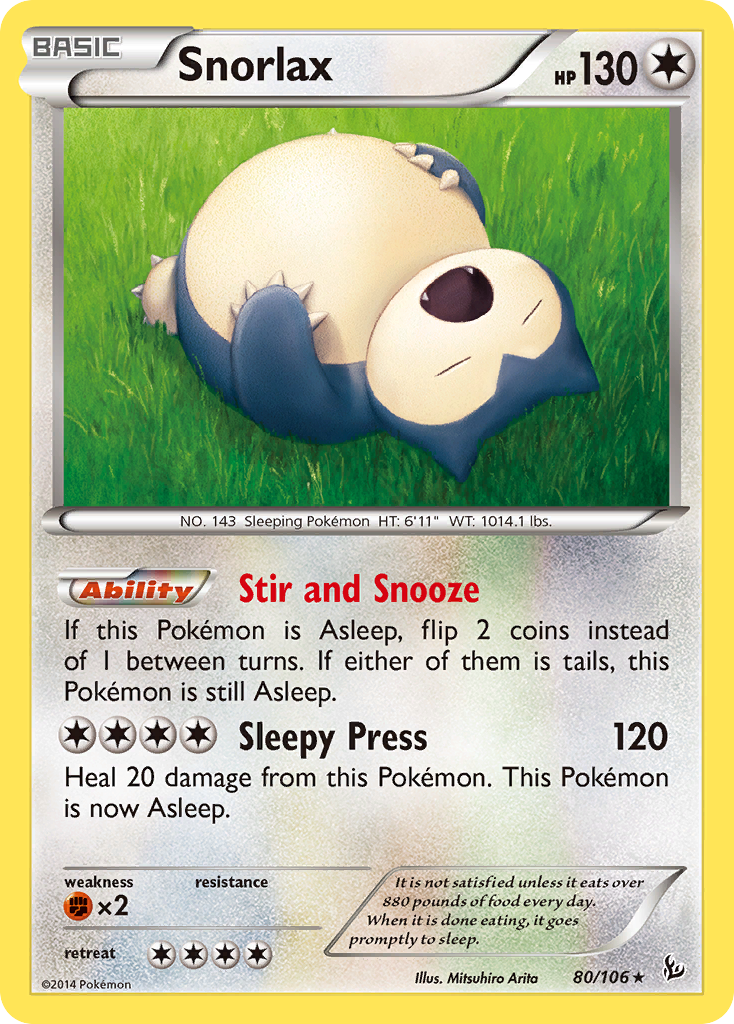 BASIC
Snorlax
HP 130
NO. 143 Sleeping Pokémon HT: 6'11" WT: 1014.1 lbs.
Ability Stir and Snooze
If this Pokémon is Asleep, flip 2 coins instead
of 1 between turns. If either of them is tails, this
Pokémon is still Asleep.
Sleepy Press 120
Heal 20 damage from this Pokémon. This Pokémon
is now Asleep.
weakness resistance
×2
retreat
It is not satisfied unless it eats over
880 pounds of food every day.
When it is done eating, it goes
promptly to sleep.
©2014 Pokémon
Illus. Mitsuhiro Arita
80/106 ★